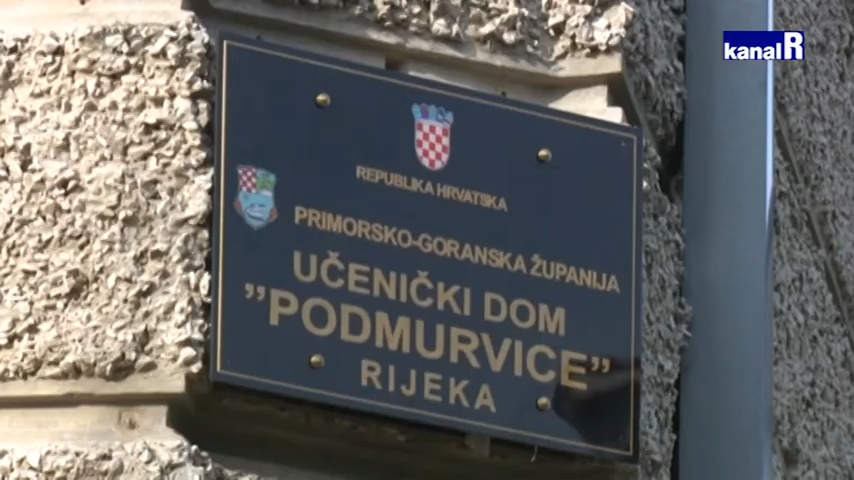 kanalR
REPUBLIKA HRVATSKA
PRIMORSKO-GORANSKA ŽUPANIJA
UČENIČKI DOM
”PODMURVICE”
RIJEKA